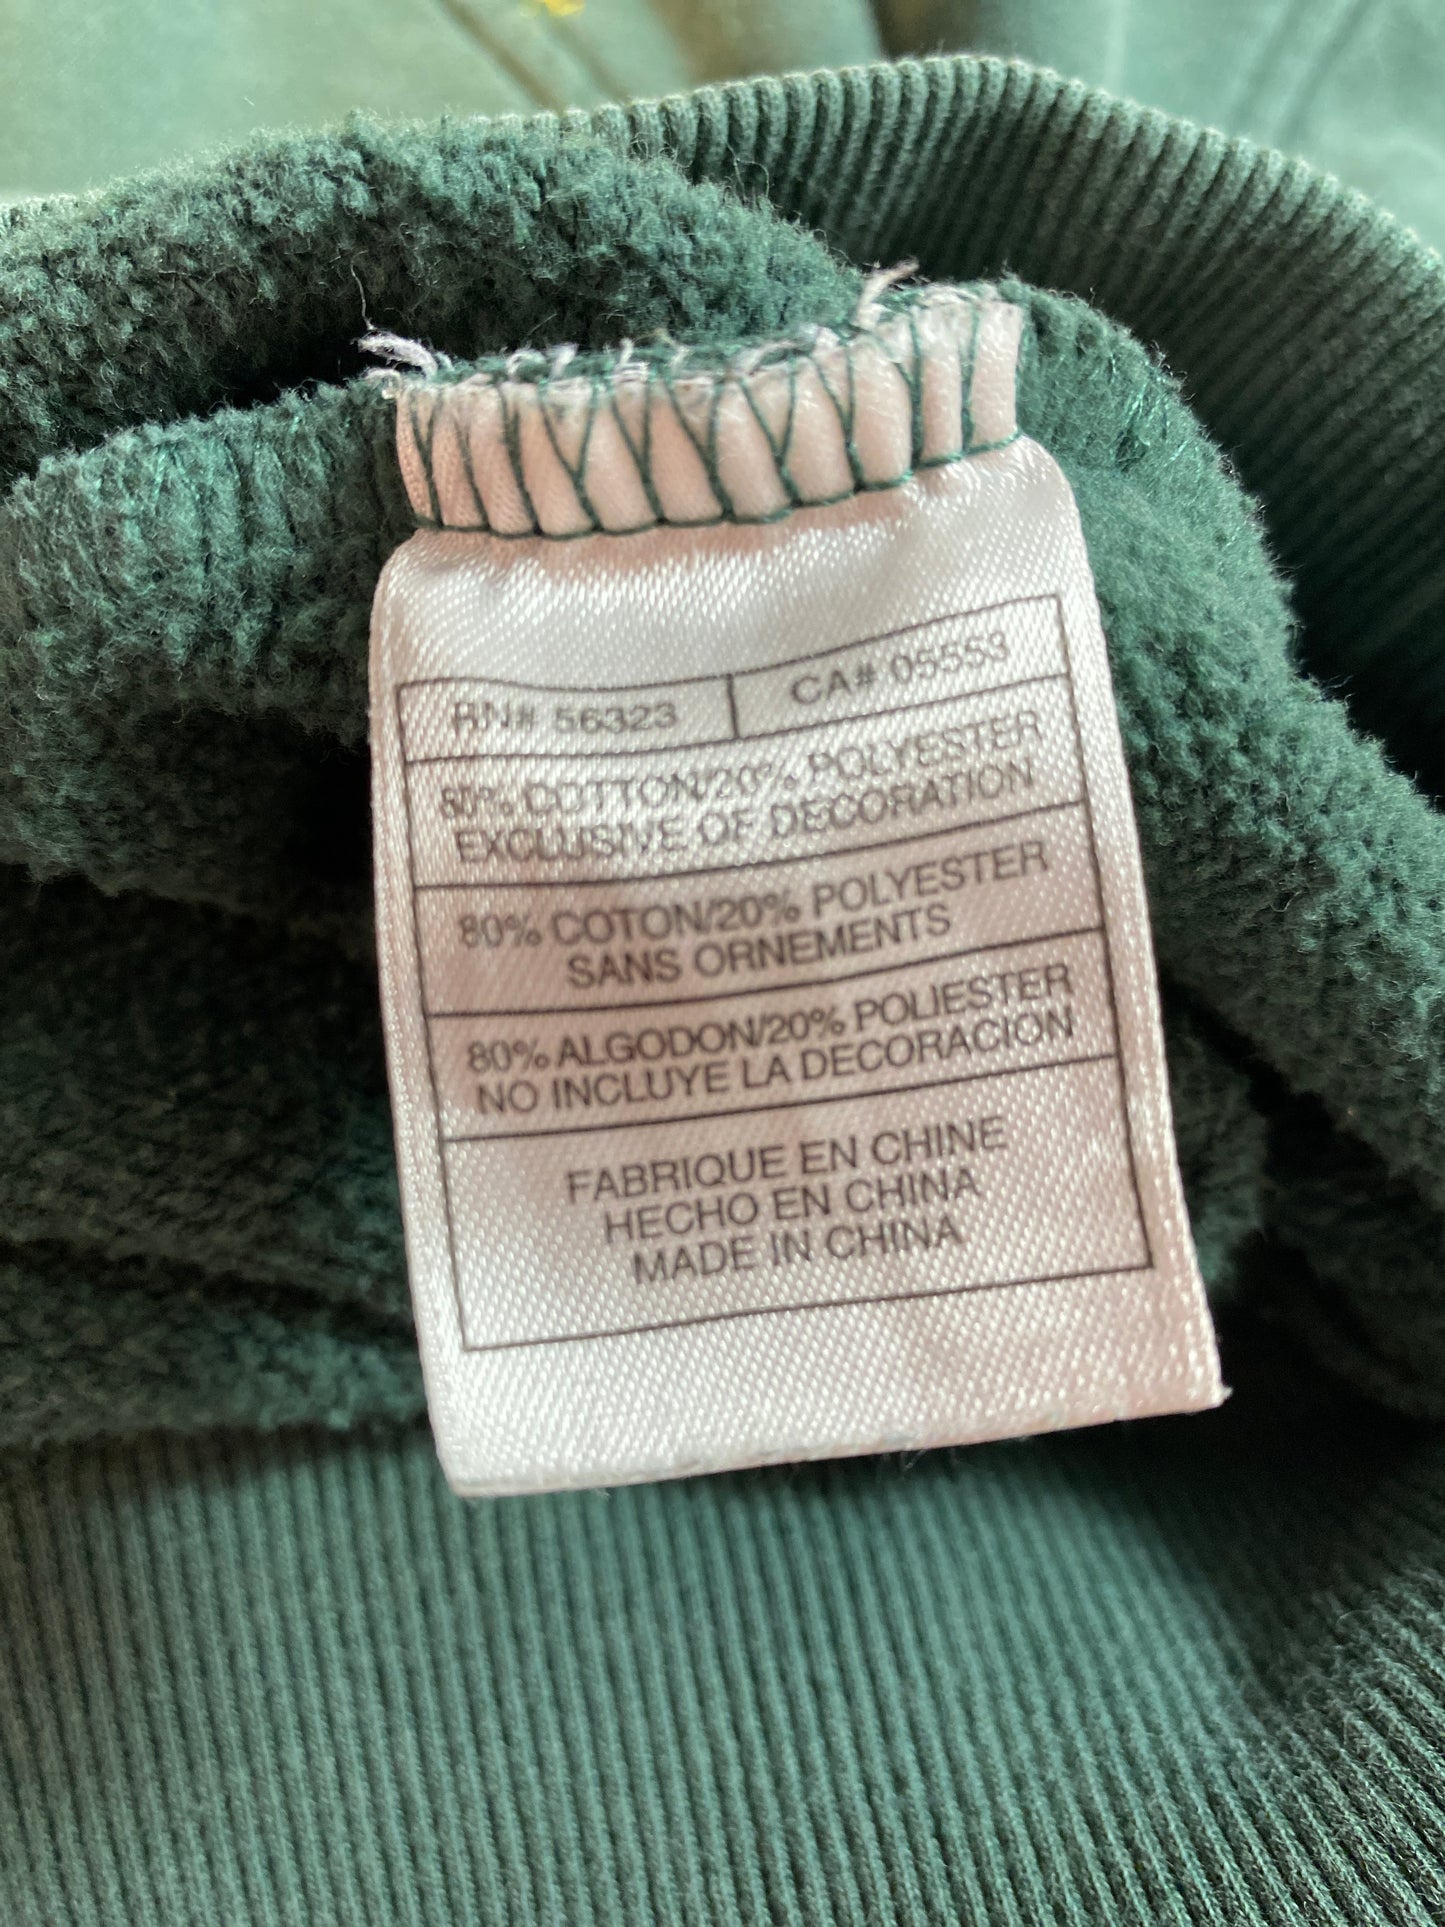 RN# 56323 CA# 05553
80% COTTON/20% POLYESTER
EXCLUSIVE OF DECORATION
80% COTON/20% POLYESTER
SANS ORNEMENTS
80% ALGODON/20% POLIESTER
NO INCLUYE LA DECORACION
FABRIQUE EN CHINE
HECHO EN CHINA
MADE IN CHINA